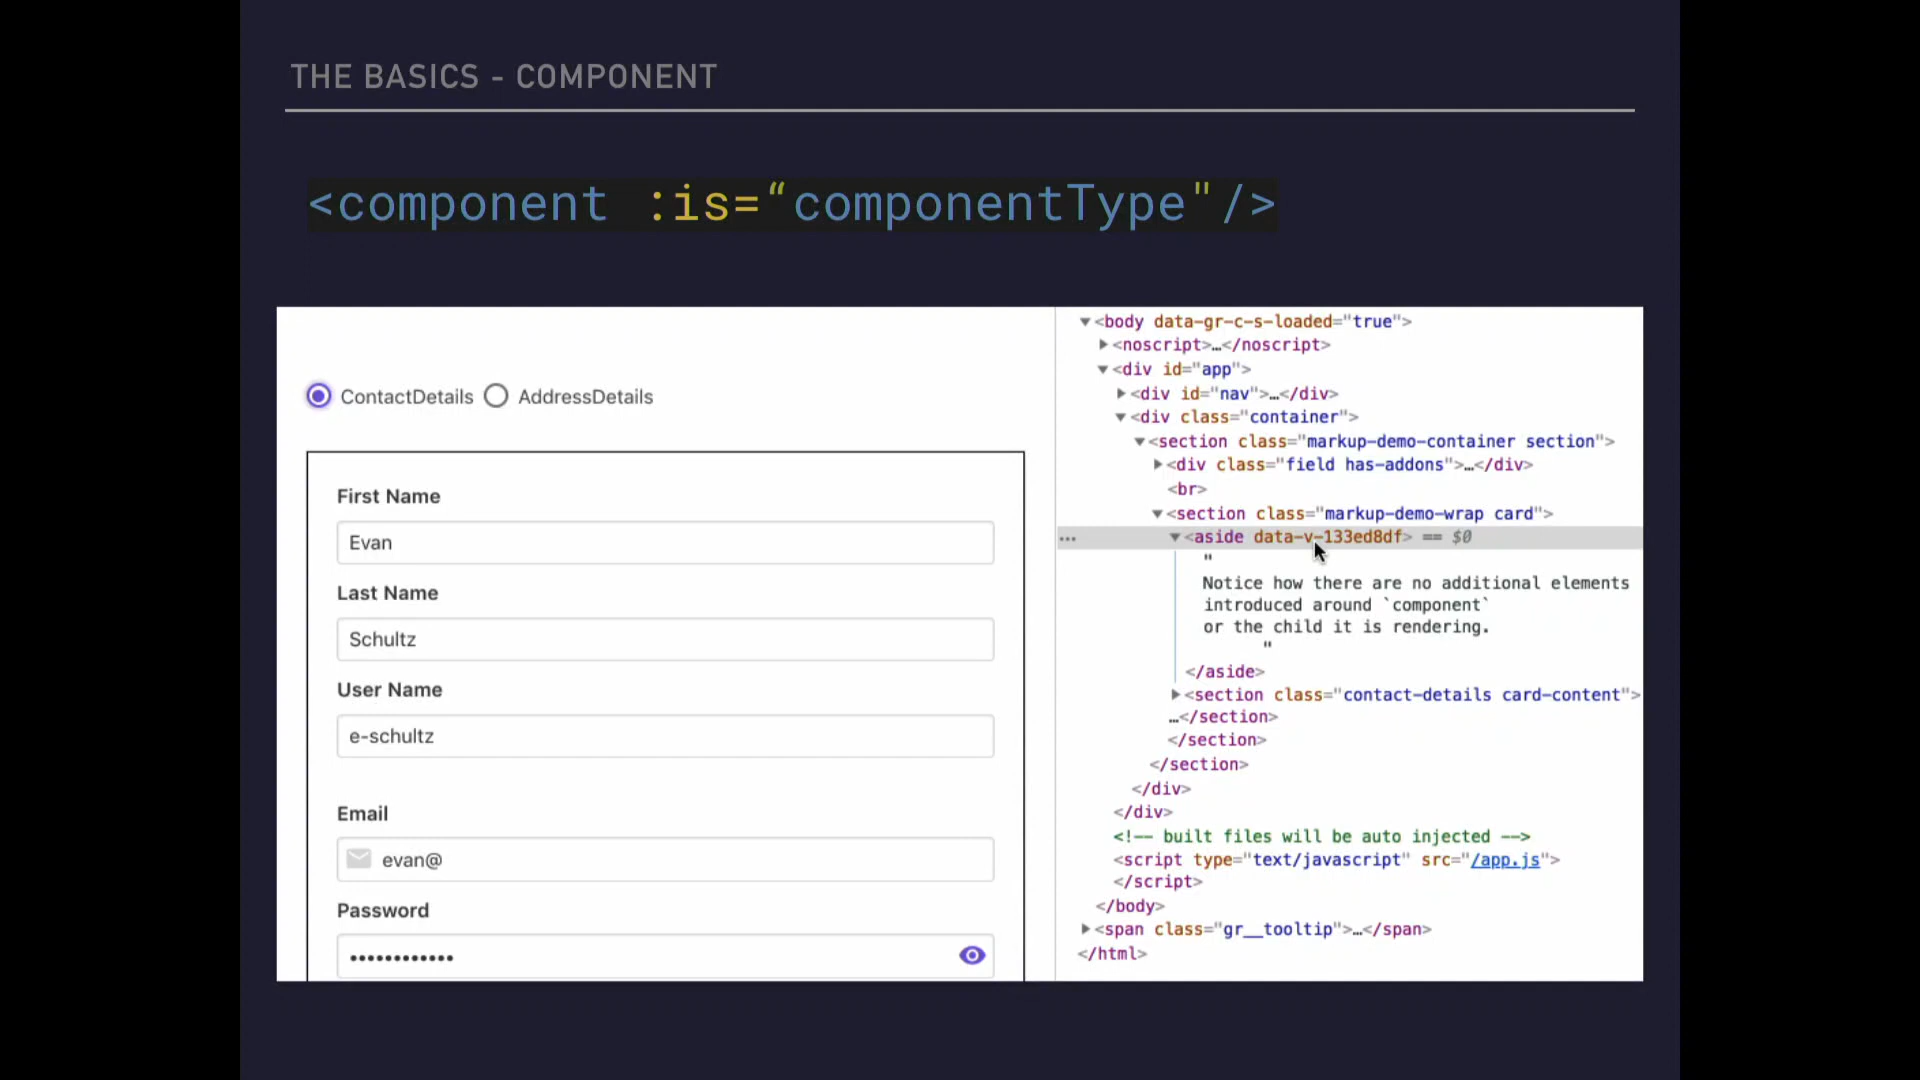 THE BASICS - COMPONENT
<component :is=“componentType"/>
ContactDetails AddressDetails
First Name
Evan
Last Name
Schultz
User Name
e-schultz
Email
evan@
Password
••••••••••••
▼<body data-gr-c-s-loaded="true">
▶<noscript>…</noscript>
▼<div id="app">
▶<div id="nav">…</div>
▼<div class="container">
▼<section class="markup-demo-container section">
▶<div class="field has-addons">…</div>
<br>
▼<section class="markup-demo-wrap card">
… ▼<aside data-v-133ed8df> == $0
"
Notice how there are no additional elements
introduced around `component`
or the child it is rendering.
"
</aside>
▶<section class="contact-details card-content">
…</section>
</section>
</section>
</div>
</div>
<!-- built files will be auto injected -->
<script type="text/javascript" src="/app.js">
</script>
</body>
▶<span class="gr__tooltip">…</span>
</html>